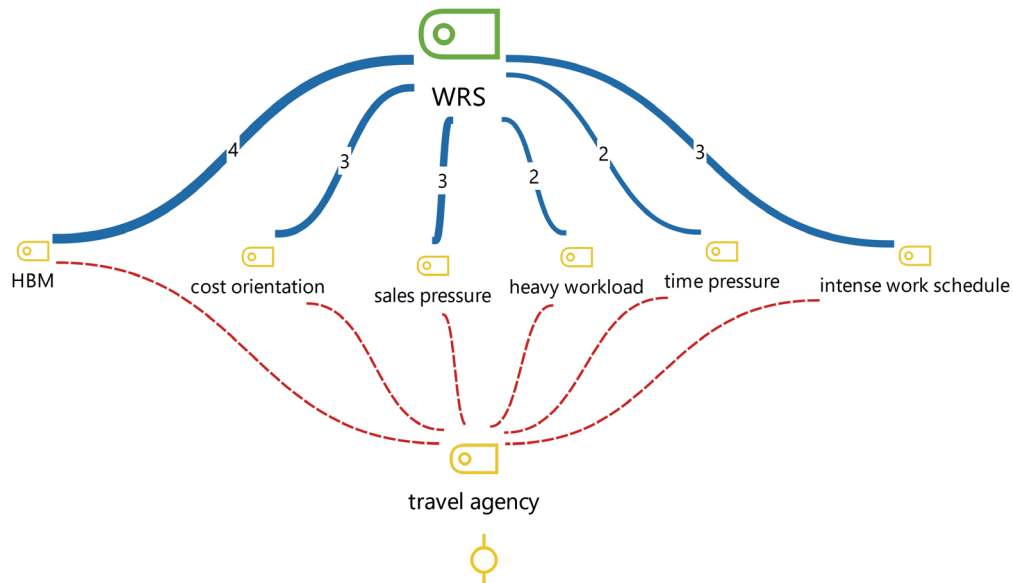 WRS
4
3
3
2
2
3
HBM
cost orientation
sales pressure
heavy workload
time pressure
intense work schedule
travel agency